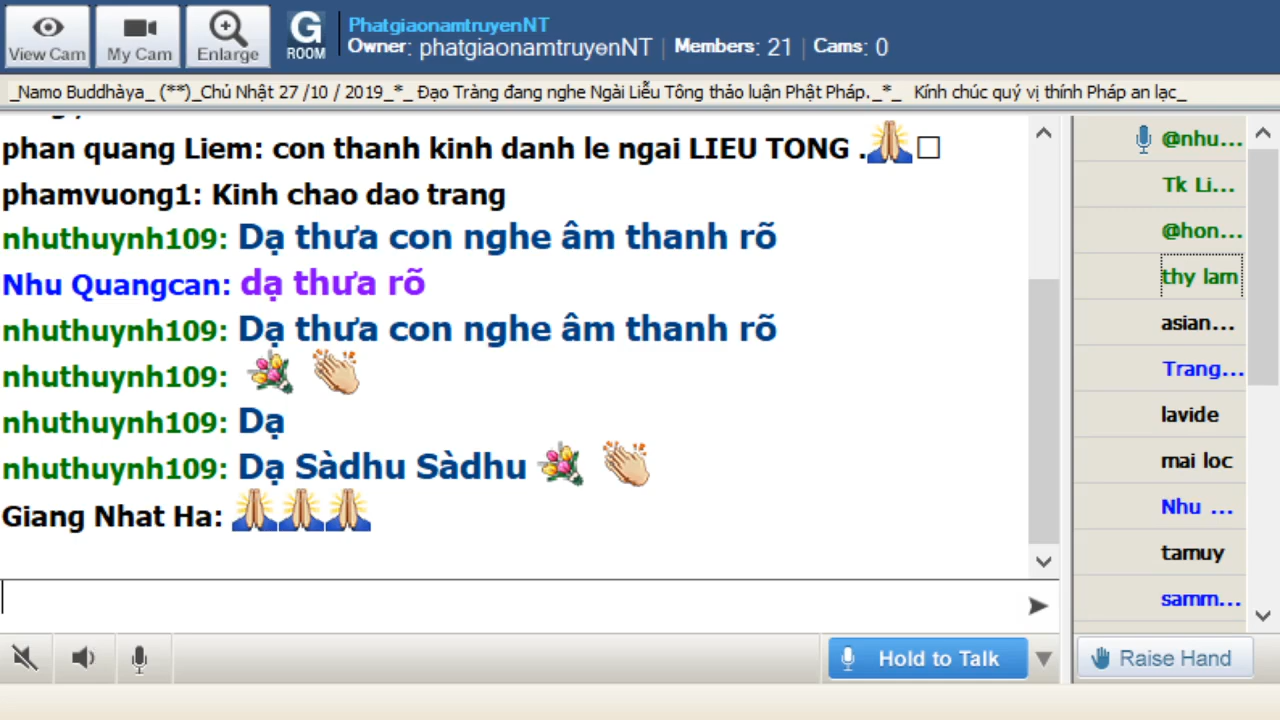 View Cam
My Cam
Enlarge
G
ROOM
PhatgiaonamtruyenNT
Owner: phatgiaonamtruyenNT | Members: 21 | Cams: 0
_Namo Buddhàya_ (**)_Chủ Nhật 27 /10 / 2019_*_ Đạo Tràng đang nghe Ngài Liễu Tông thảo luận Phật Pháp._*_ Kính chúc quý vị thính Pháp an lạc_
phan quang Liem: con thanh kinh danh le ngai LIEU TONG .🙏□
phamvuong1: Kinh chao dao trang
nhuthuynh109: Dạ thưa con nghe âm thanh rõ
Nhu Quangcan: dạ thưa rõ
nhuthuynh109: Dạ thưa con nghe âm thanh rõ
nhuthuynh109: 💐 👏
nhuthuynh109: Dạ
nhuthuynh109: Dạ Sàdhu Sàdhu 💐 👏
Giang Nhat Ha: 🙏🙏🙏
@nhu...
Tk Li...
@hon...
thy lam
asian...
Trang...
lavide
mai loc
Nhu ...
tamuy
samm...
Hold to Talk
Raise Hand